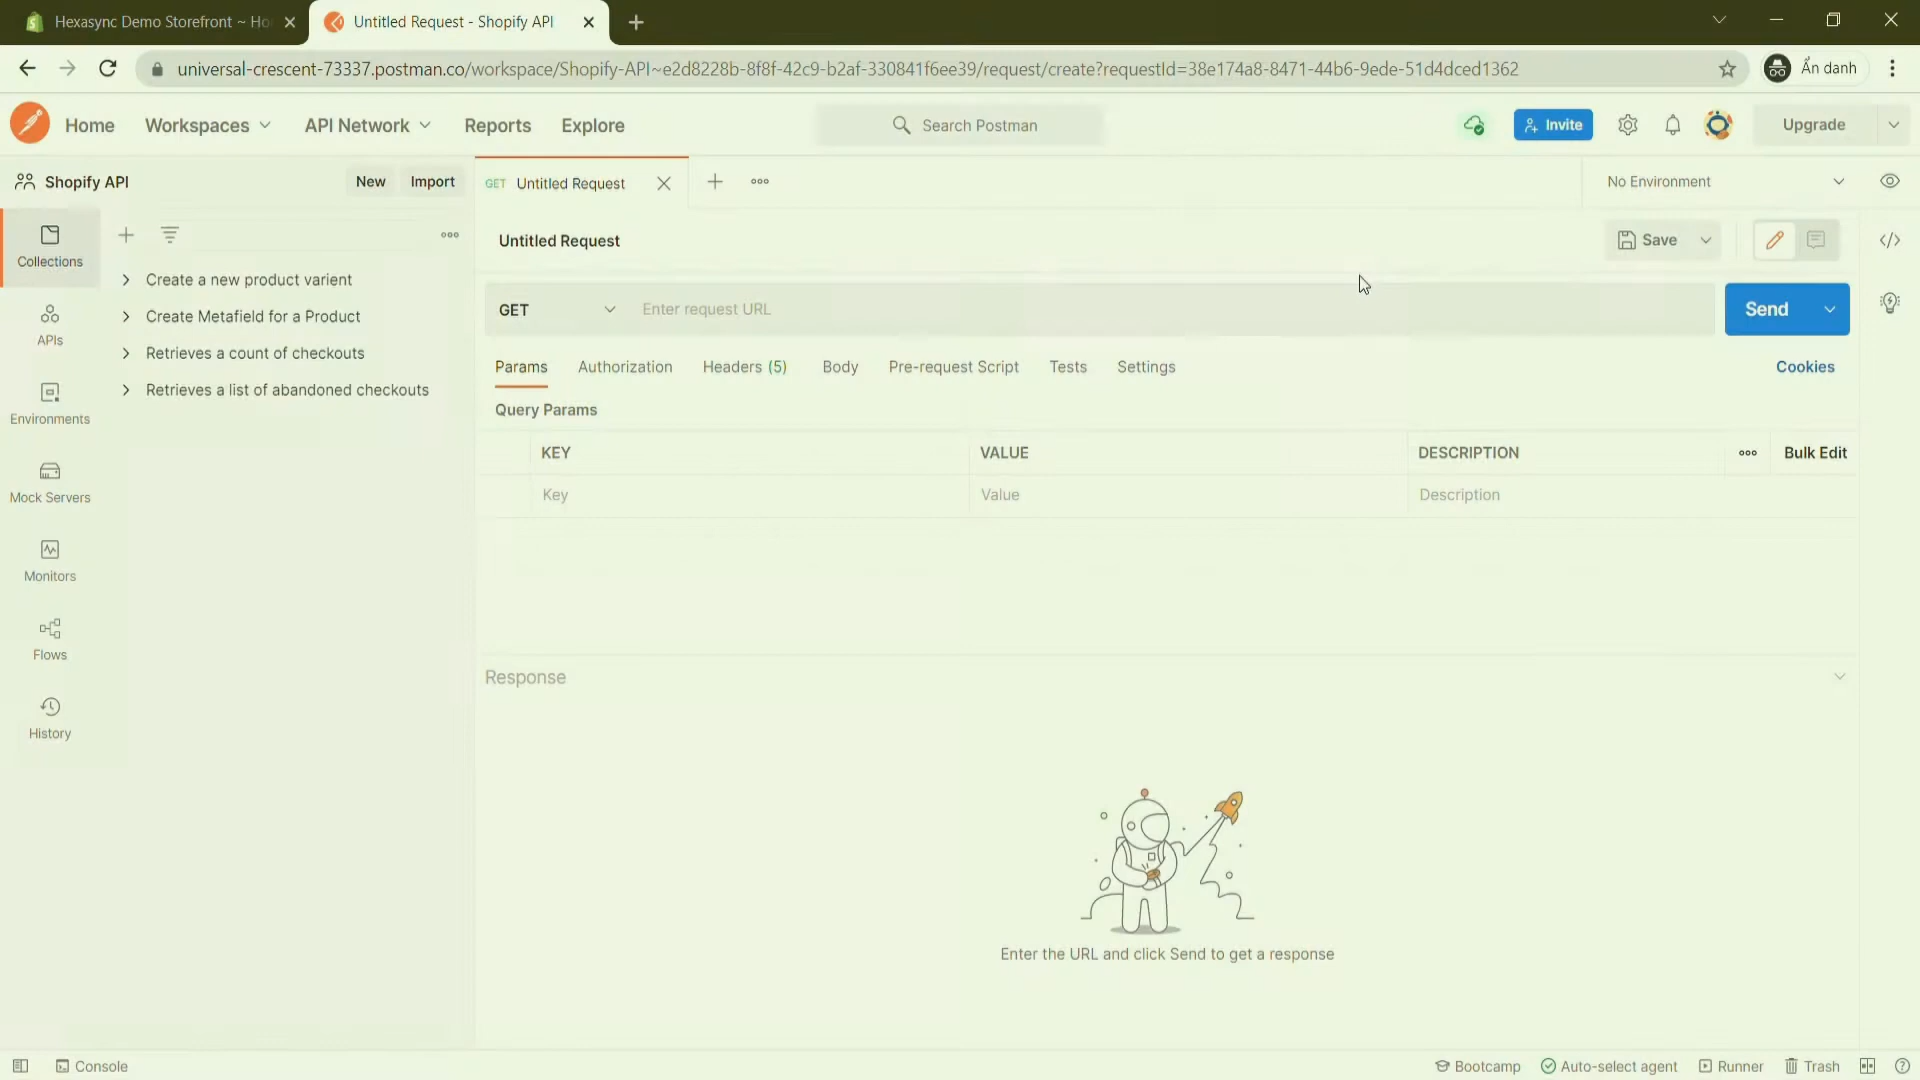 Hexasync Demo Storefront ~ Ho
Untitled Request - Shopify API
universal-crescent-73337.postman.co/workspace/Shopify-API~e2d8228b-8f8f-42c9-b2af-330841f6ee39/request/create?requestId=38e174a8-8471-44b6-9ede-51d4dced1362
Ẩn danh
Home
Workspaces
API Network
Reports
Explore
Search Postman
Invite
Upgrade
Shopify API
New
Import
GET Untitled Request
No Environment
Collections
APIs
Environments
Mock Servers
Monitors
Flows
History
Create a new product varient
Create Metafield for a Product
Retrieves a count of checkouts
Retrieves a list of abandoned checkouts
Untitled Request
Save
GET
Enter request URL
Send
Params
Authorization
Headers (5)
Body
Pre-request Script
Tests
Settings
Cookies
Query Params
KEY
VALUE
DESCRIPTION
Bulk Edit
Key
Value
Description
Response
Enter the URL and click Send to get a response
Console
Bootcamp
Auto-select agent
Runner
Trash